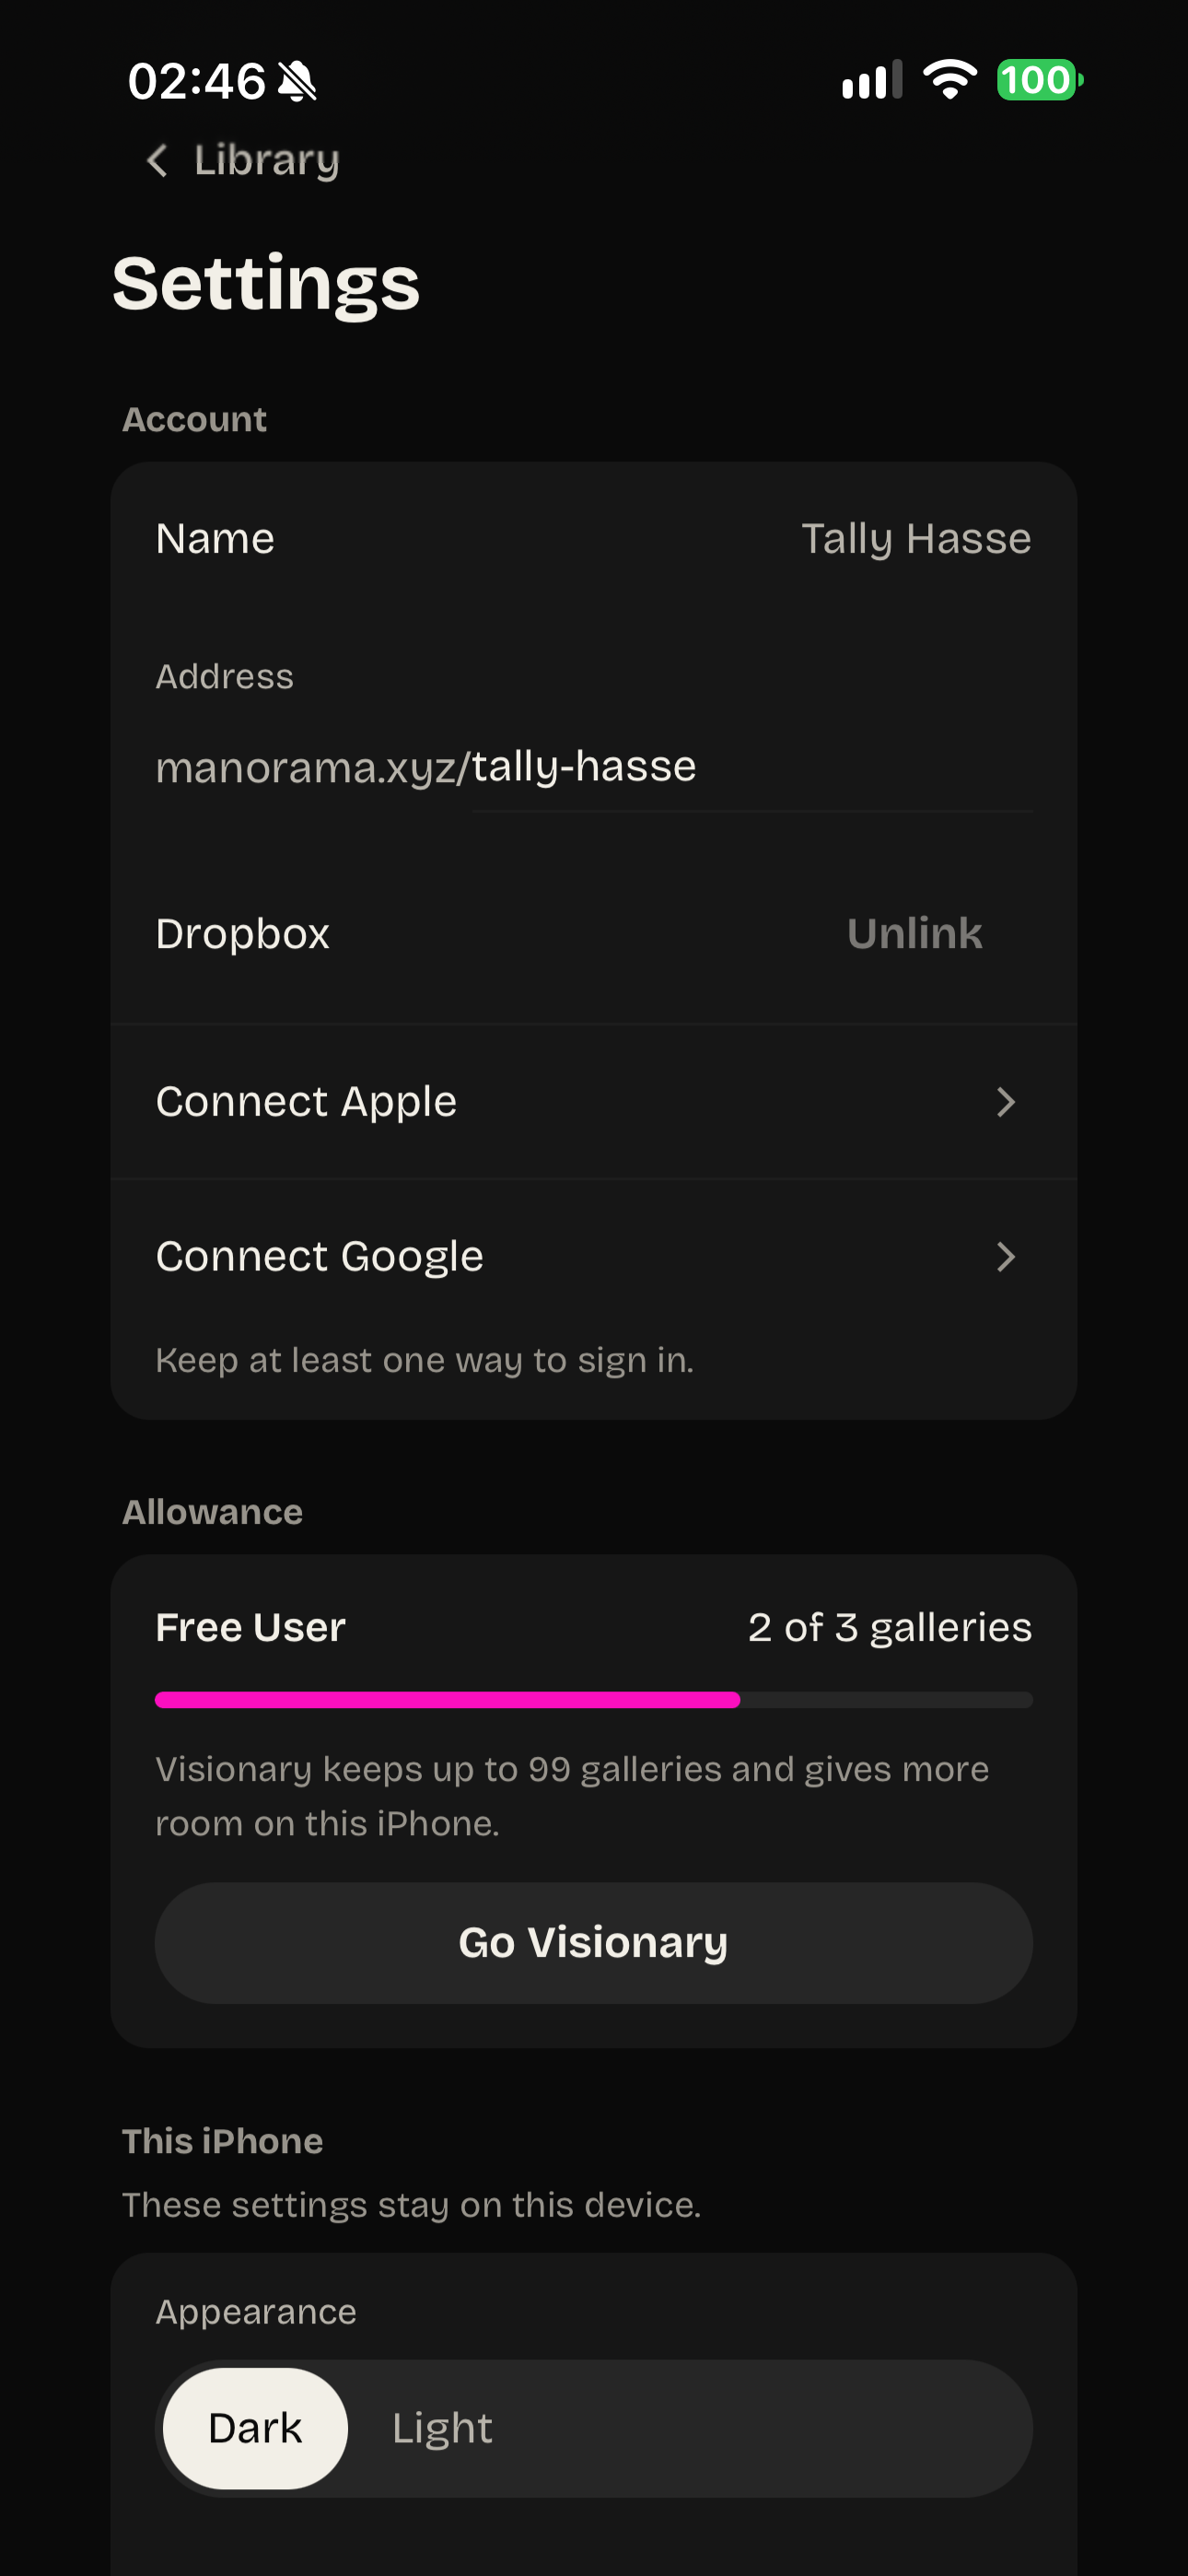 02:46
100
Library
Settings
Account
Name
Tally Hasse
Address
manorama.xyz/tally-hasse
Dropbox
Unlink
Connect Apple
Connect Google
Keep at least one way to sign in.
Allowance
Free User
2 of 3 galleries
Visionary keeps up to 99 galleries and gives more
room on this iPhone.
Go Visionary
This iPhone
These settings stay on this device.
Appearance
Dark
Light